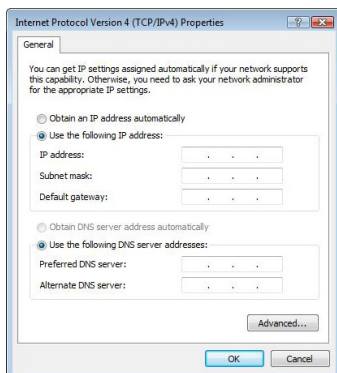 Internet Protocol Version 4 (TCP/IPv4) Properties
General
You can get IP settings assigned automatically if your network supports
this capability. Otherwise, you need to ask your network administrator
for the appropriate IP settings.
Obtain an IP address automatically
Use the following IP address:
IP address:
Subnet mask:
Default gateway:
Obtain DNS server address automatically
Use the following DNS server addresses:
Preferred DNS server:
Alternate DNS server:
Advanced...
OK Cancel